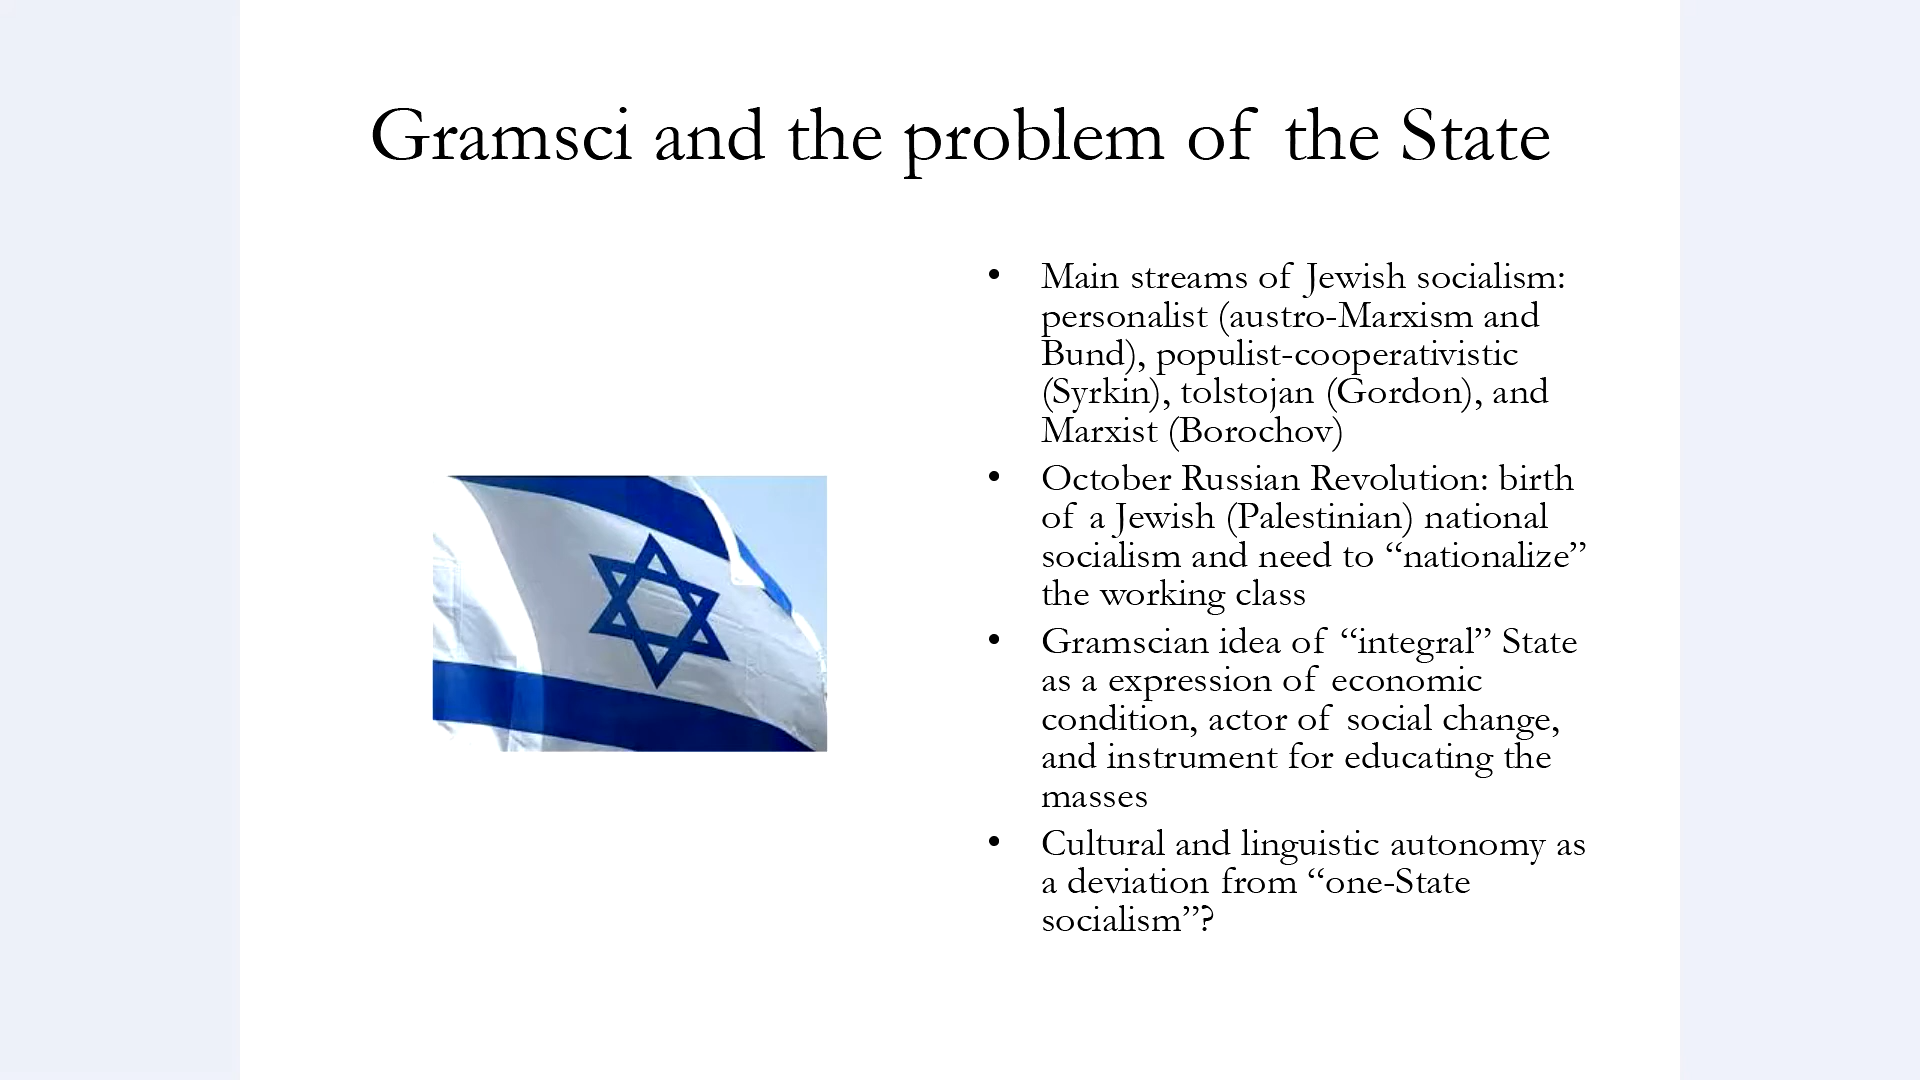 Gramsci and the problem of the State
• Main streams of Jewish socialism:
personalist (austro-Marxism and
Bund), populist-cooperativistic
(Syrkin), tolstojan (Gordon), and
Marxist (Borochov)
• October Russian Revolution: birth
of a Jewish (Palestinian) national
socialism and need to “nationalize”
the working class
• Gramscian idea of “integral” State
as a expression of economic
condition, actor of social change,
and instrument for educating the
masses
• Cultural and linguistic autonomy as
a deviation from “one-State
socialism”?